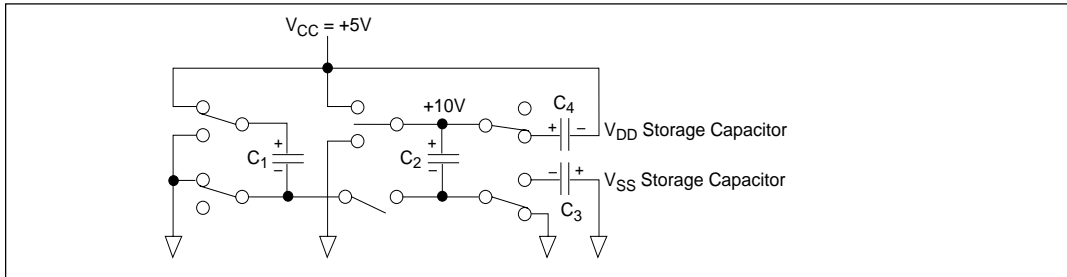 V_CC = +5V
+10V
C_4
+ −
V_DD Storage Capacitor
+
C_1
−
+
C_2
−
− +
V_SS Storage Capacitor
C_3